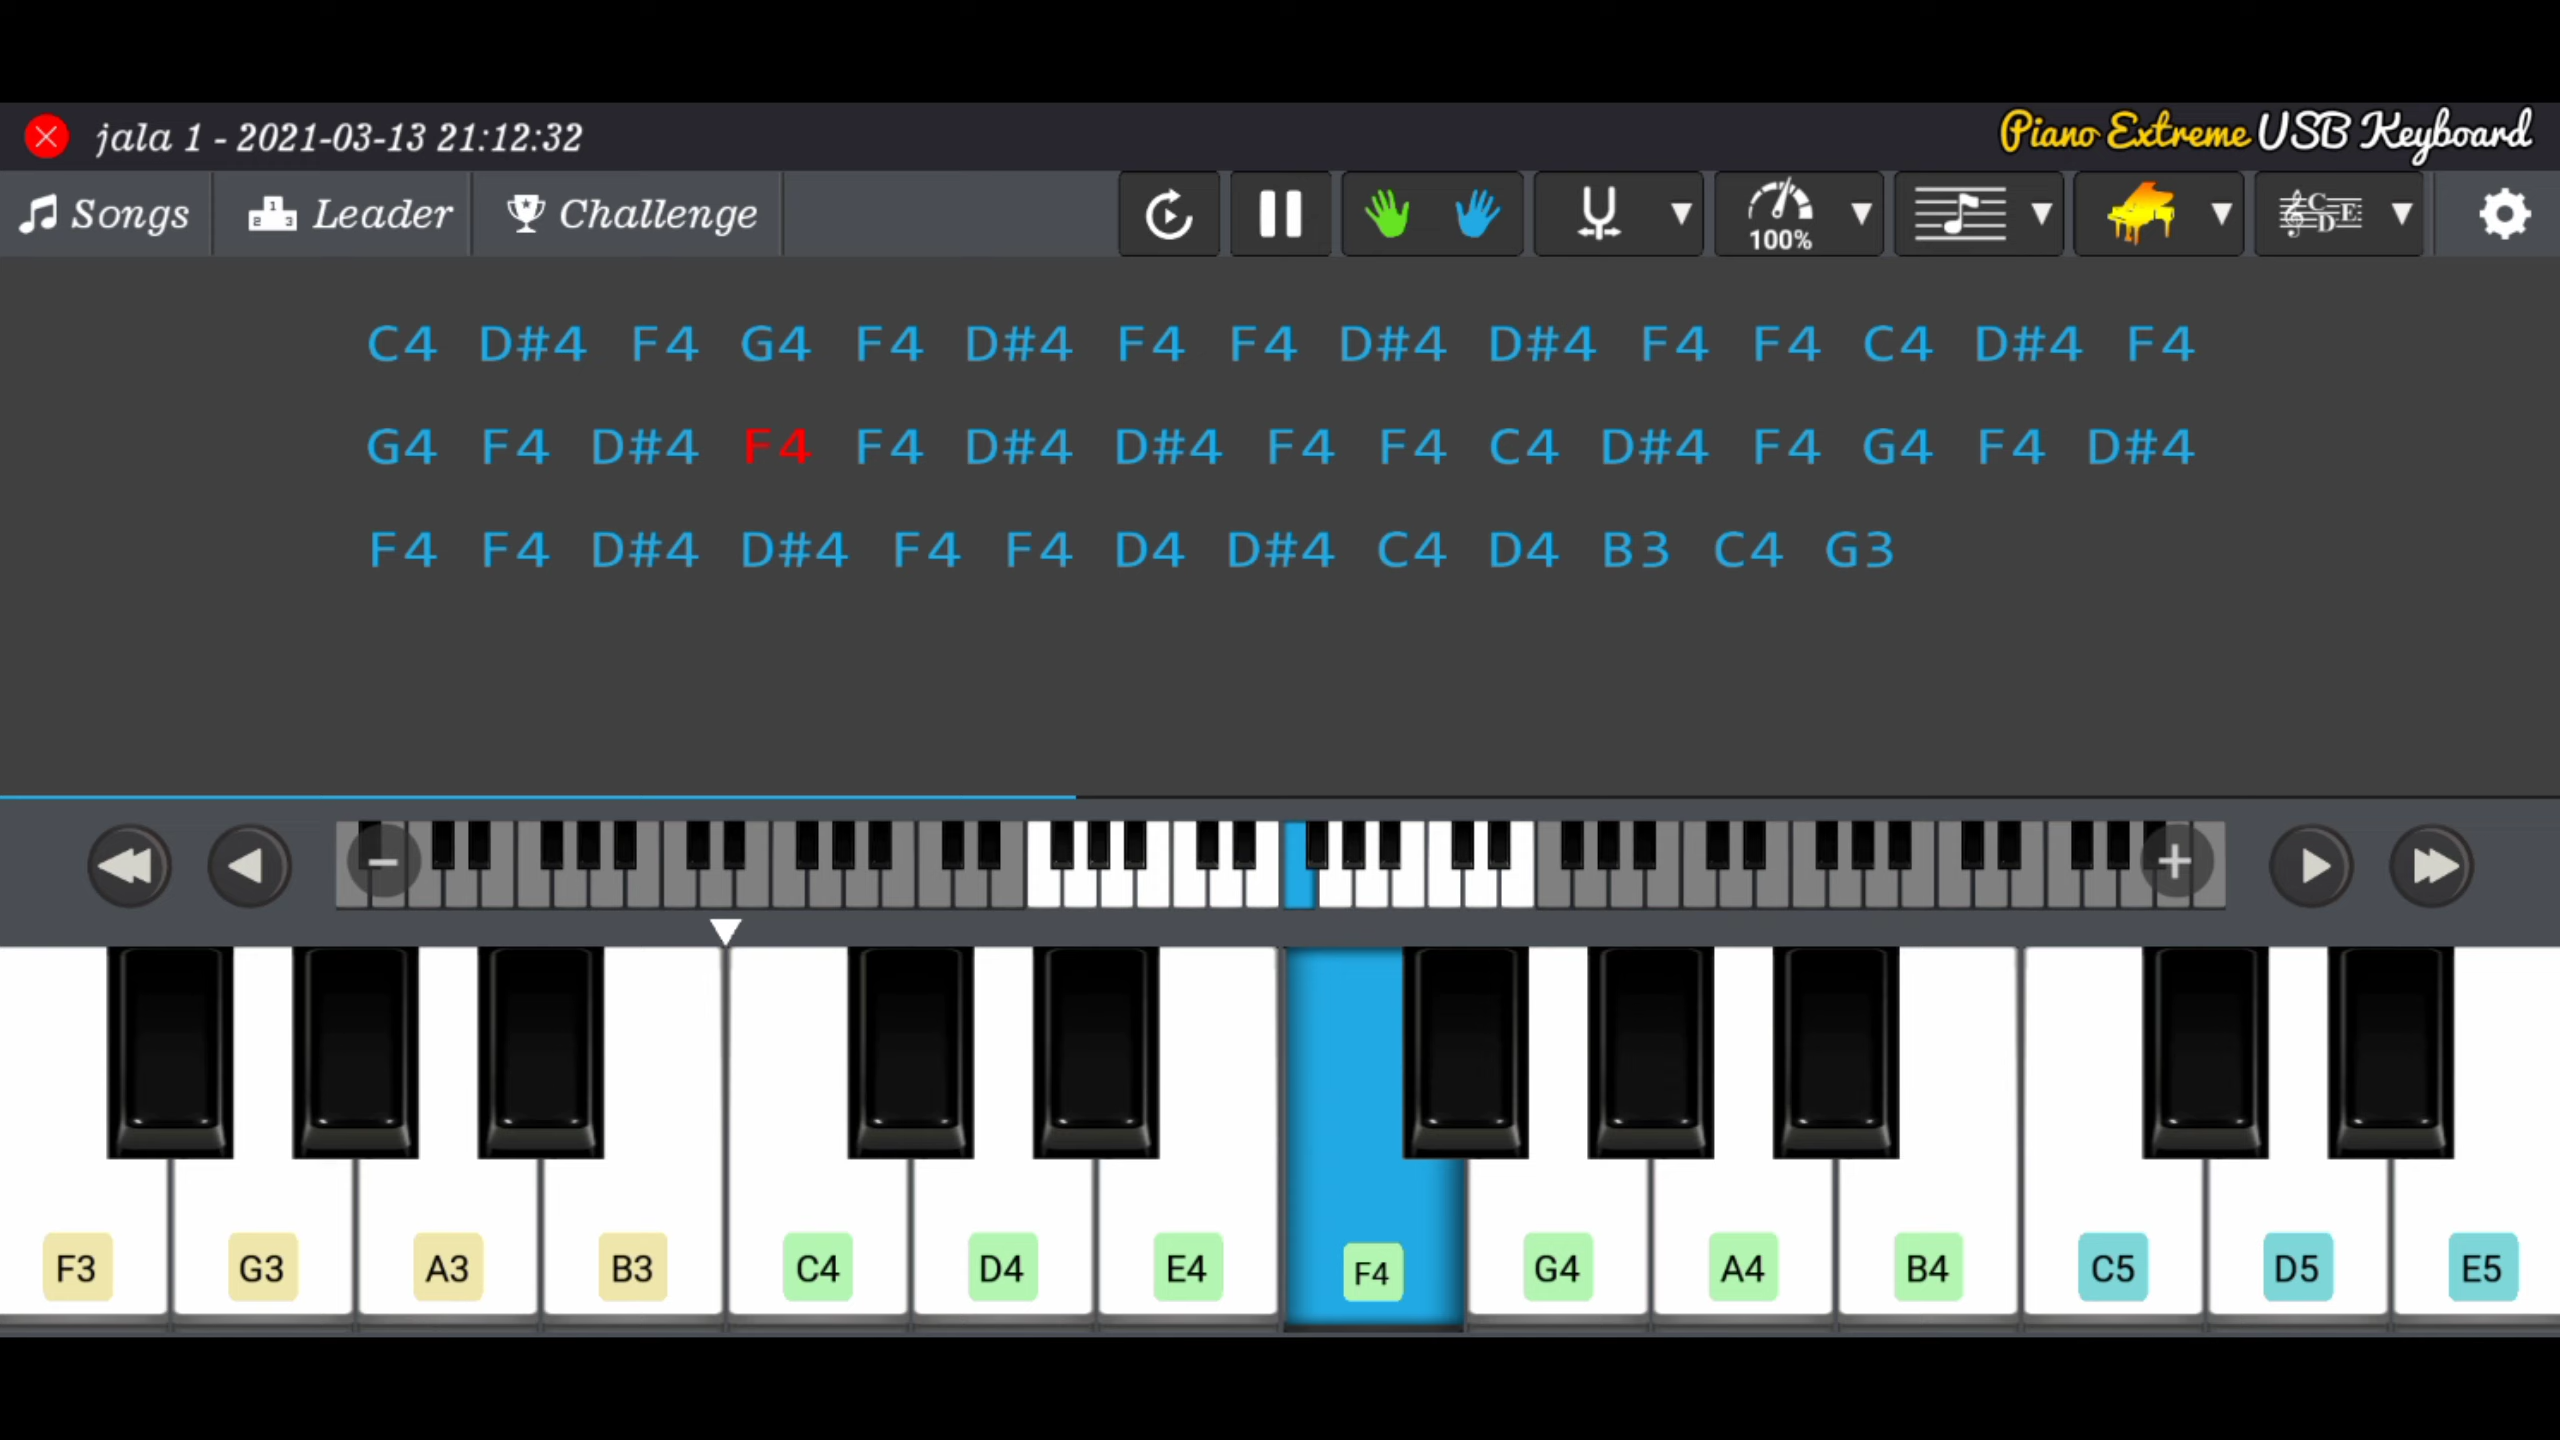 jala 1 - 2021-03-13 21:12:32
Piano Extreme USB Keyboard
Songs Leader Challenge
100%
C4 D#4 F4 G4 F4 D#4 F4 F4 D#4 D#4 F4 F4 C4 D#4 F4
G4 F4 D#4 F4 F4 D#4 D#4 F4 F4 C4 D#4 F4 G4 F4 D#4
F4 F4 D#4 D#4 F4 F4 D4 D#4 C4 D4 B3 C4 G3
F3 G3 A3 B3 C4 D4 E4 F4 G4 A4 B4 C5 D5 E5